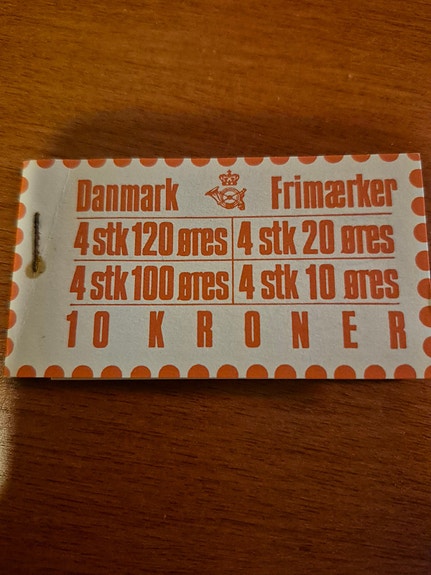 Danmark Frimærker
4 stk 120 øres 4 stk 20 øres
4 stk 100 øres 4 stk 10 øres
10 KRONER